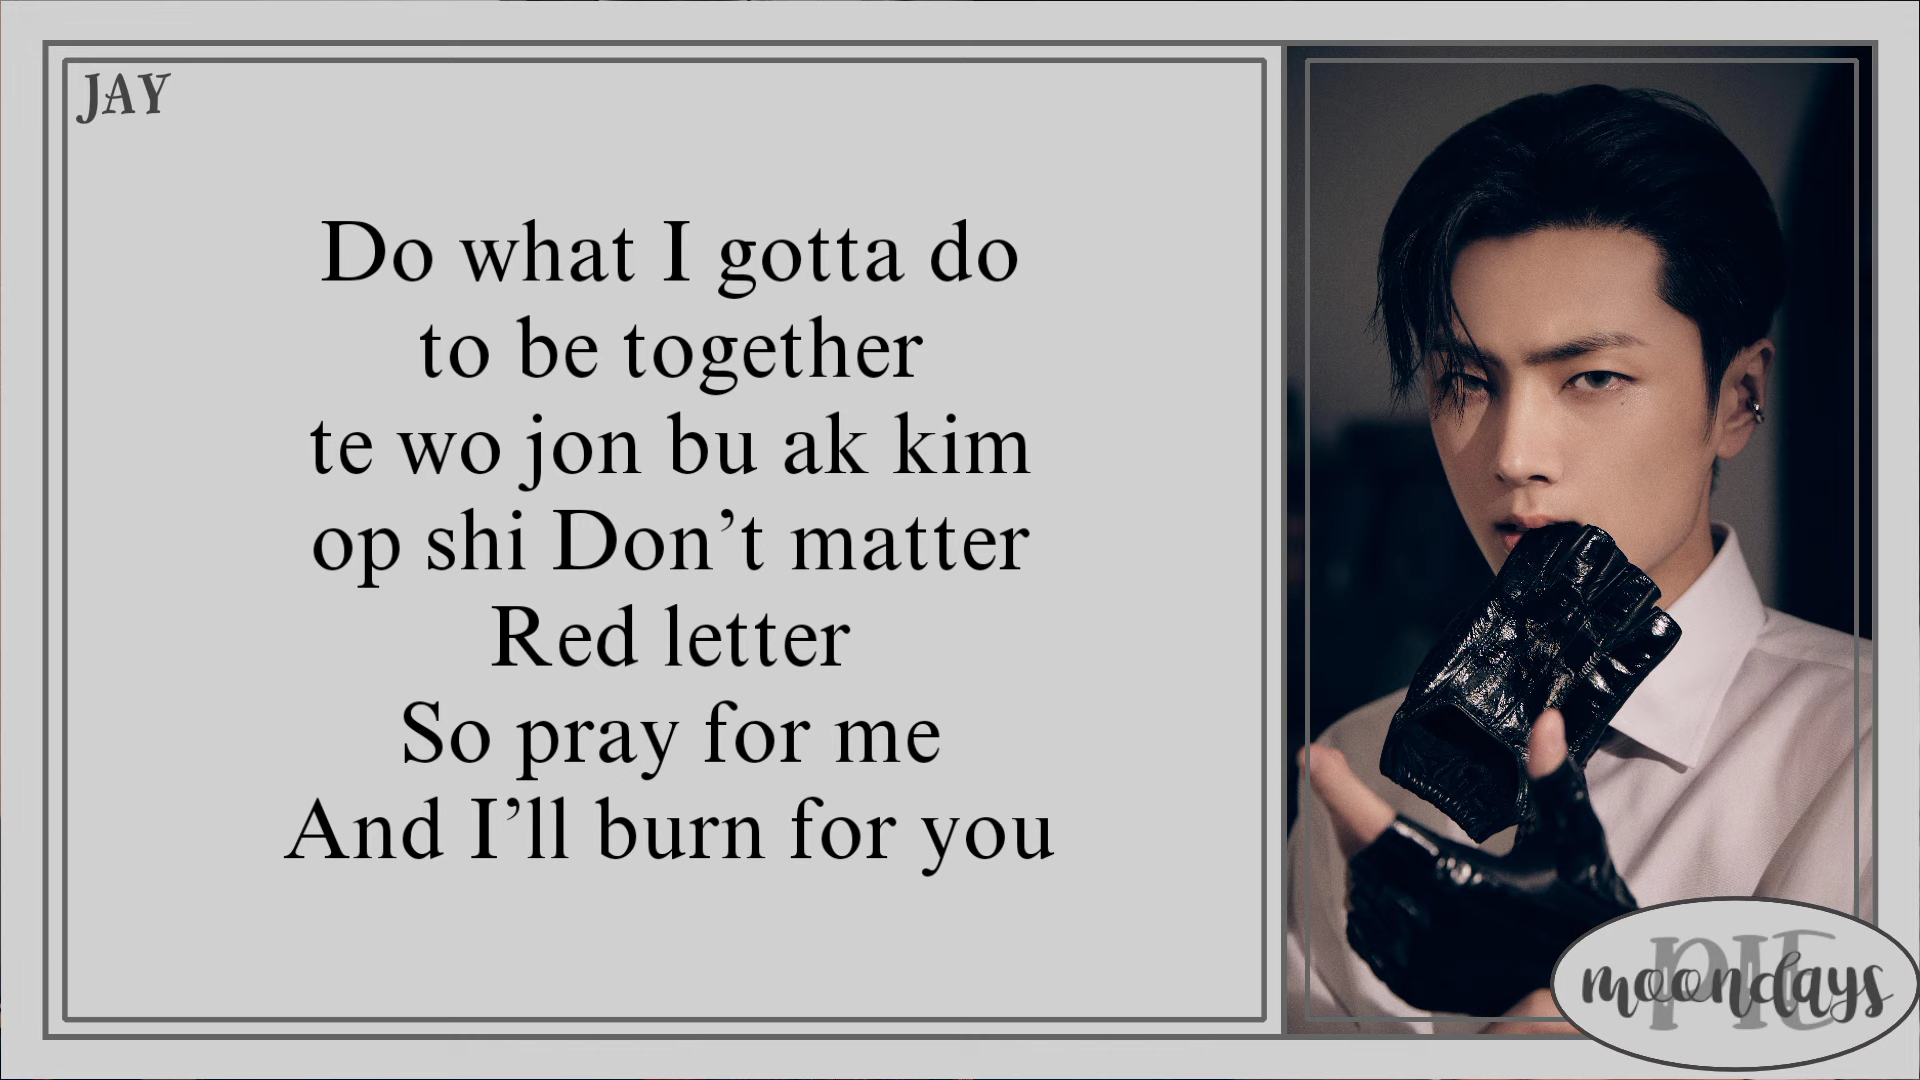 JAY
Do what I gotta do
to be together
te wo jon bu ak kim
op shi Don’t matter
Red letter
So pray for me
And I’ll burn for you
PIE
moondays